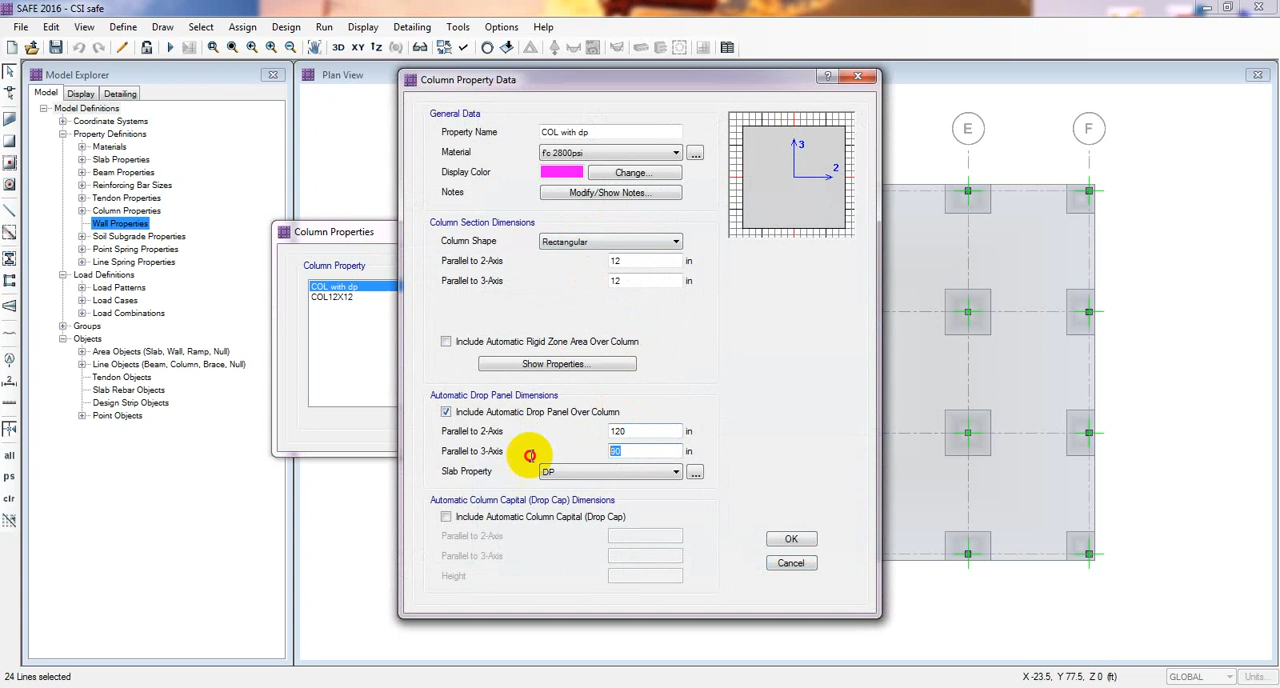 SAFE 2016 - CSI safe
File Edit View Define Draw Select Assign Design Run Display Detailing Tools Options Help
3D XY XZ
Model Explorer
Plan View
Model Display Detailing
Model Definitions
Coordinate Systems
Property Definitions
Materials
Slab Properties
Beam Properties
Reinforcing Bar Sizes
Tendon Properties
Column Properties
Wall Properties
Soil Subgrade Properties
Point Spring Properties
Line Spring Properties
Load Definitions
Load Patterns
Load Cases
Load Combinations
Groups
Objects
Area Objects (Slab, Wall, Ramp, Null)
Line Objects (Beam, Column, Brace, Null)
Tendon Objects
Slab Rebar Objects
Design Strip Objects
Point Objects
all
ps
clr
Column Properties
Column Property
COL with dp
COL12X12
Column Property Data
General Data
Property Name COL with dp
Material fc 2800psi ...
Display Color Change...
Notes Modify/Show Notes...
3
2
Column Section Dimensions
Column Shape Rectangular
Parallel to 2-Axis 12 in
Parallel to 3-Axis 12 in
Include Automatic Rigid Zone Area Over Column
Show Properties...
Automatic Drop Panel Dimensions
Include Automatic Drop Panel Over Column
Parallel to 2-Axis 120 in
Parallel to 3-Axis 90 in
Slab Property DP ...
Automatic Column Capital (Drop Cap) Dimensions
Include Automatic Column Capital (Drop Cap)
Parallel to 2-Axis
Parallel to 3-Axis
Height
OK
Cancel
E F
24 Lines selected
X -23.5, Y 77.5, Z 0 (ft)
GLOBAL
Units...